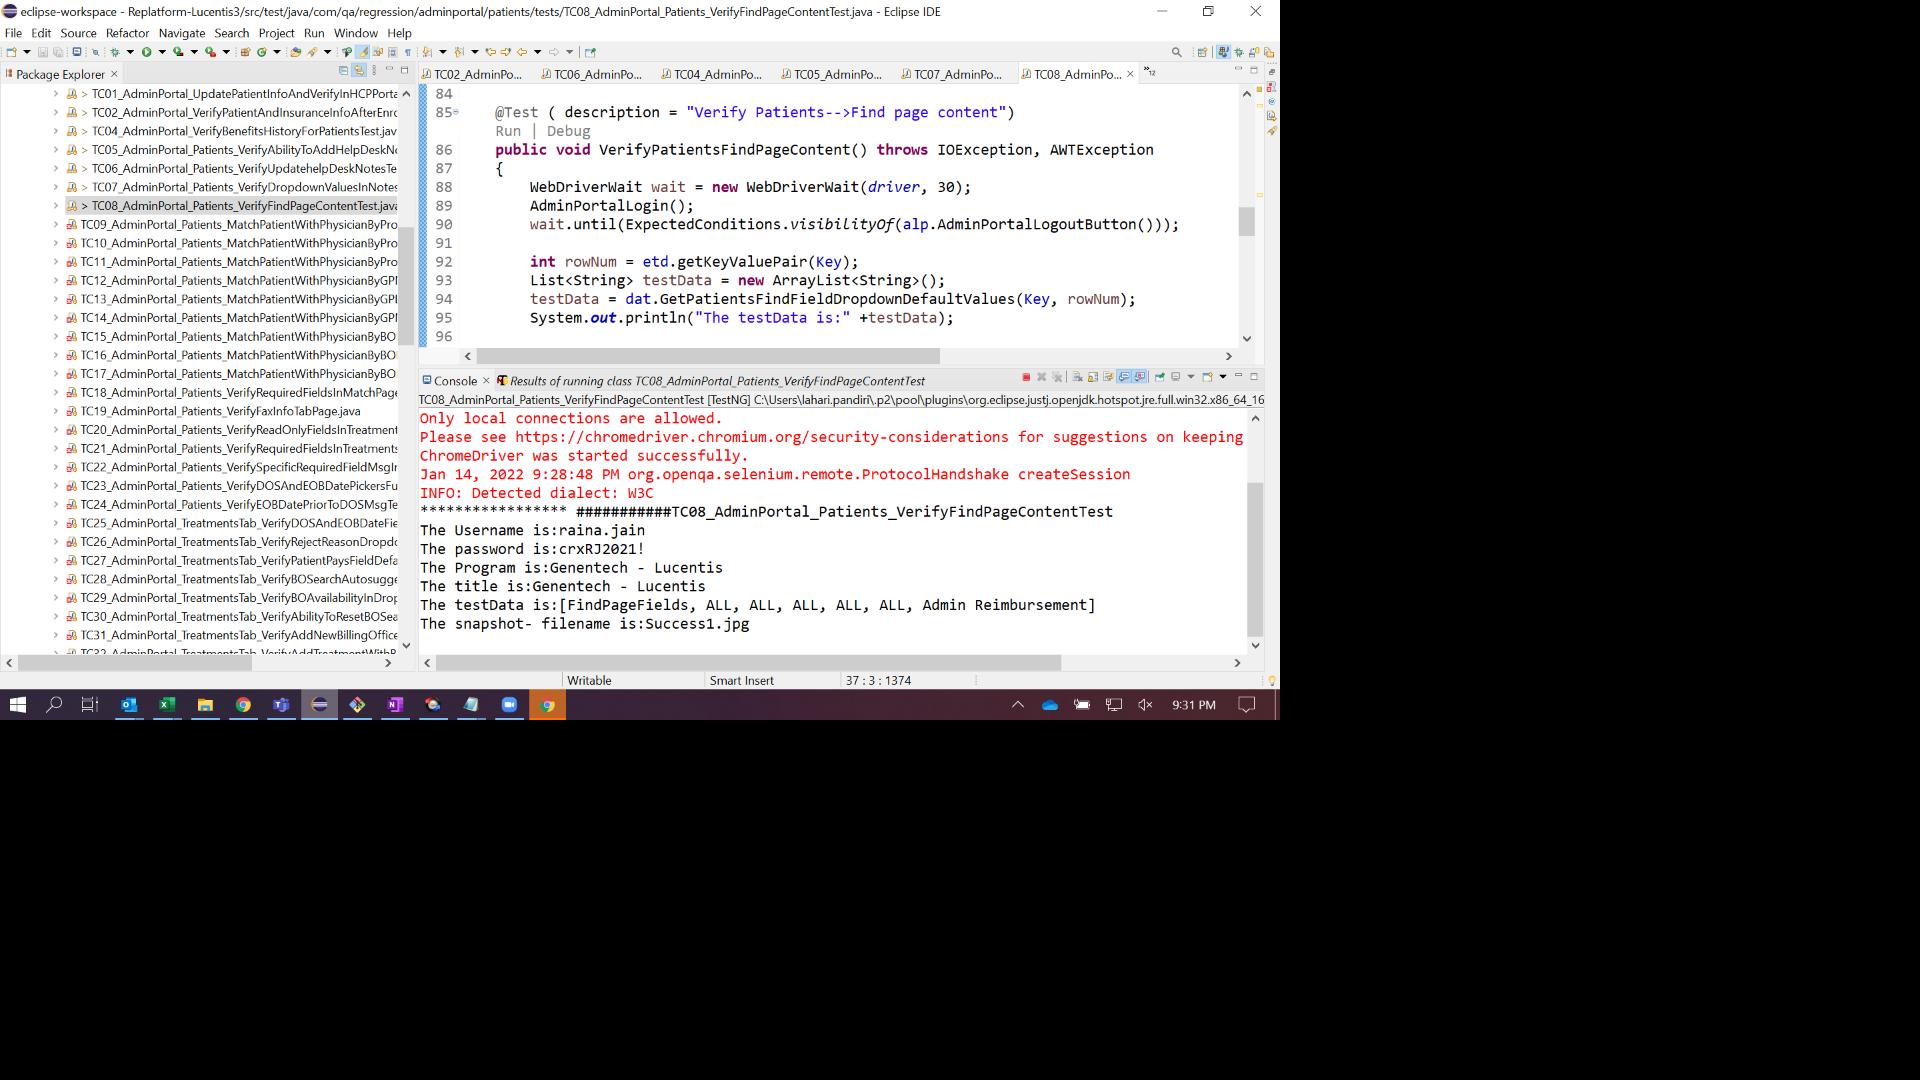 eclipse-workspace - Replatform-Lucentis3/src/test/java/com/qa/regression/adminportal/patients/tests/TC08_AdminPortal_Patients_VerifyFindPageContentTest.java - Eclipse IDE
File Edit Source Refactor Navigate Search Project Run Window Help
Package Explorer
TC01_AdminPortal_UpdatePatientInfoAndVerifyInHCPPorta
> TC02_AdminPortal_VerifyPatientAndInsuranceInfoAfterEnro
> TC04_AdminPortal_VerifyBenefitsHistoryForPatientsTest.jav
> TC05_AdminPortal_Patients_VerifyAbilityToAddHelpDeskNo
> TC06_AdminPortal_Patients_VerifyUpdatehelpDeskNotesTe
> TC07_AdminPortal_Patients_VerifyDropdownValuesInNotes
> TC08_AdminPortal_Patients_VerifyFindPageContentTest.java
TC09_AdminPortal_Patients_MatchPatientWithPhysicianByPro
TC10_AdminPortal_Patients_MatchPatientWithPhysicianByPro
TC11_AdminPortal_Patients_MatchPatientWithPhysicianByPro
TC12_AdminPortal_Patients_MatchPatientWithPhysicianByGPI
TC13_AdminPortal_Patients_MatchPatientWithPhysicianByGPI
TC14_AdminPortal_Patients_MatchPatientWithPhysicianByGPI
TC15_AdminPortal_Patients_MatchPatientWithPhysicianByBO
TC16_AdminPortal_Patients_MatchPatientWithPhysicianByBO
TC17_AdminPortal_Patients_MatchPatientWithPhysicianByBO
TC18_AdminPortal_Patients_VerifyRequiredFieldsInMatchPage
TC19_AdminPortal_Patients_VerifyFaxInfoTabPage.java
TC20_AdminPortal_Patients_VerifyReadOnlyFieldsInTreatment
TC21_AdminPortal_Patients_VerifyRequiredFieldsInTreatments
TC22_AdminPortal_Patients_VerifySpecificRequiredFieldMsgIn
TC23_AdminPortal_Patients_VerifyDOSAndEOBDatePickersFu
TC24_AdminPortal_Patients_VerifyEOBDatePriorToDOSMsgTe
TC25_AdminPortal_TreatmentsTab_VerifyDOSAndEOBDateFie
TC26_AdminPortal_TreatmentsTab_VerifyRejectReasonDropdo
TC27_AdminPortal_TreatmentsTab_VerifyPatientPaysFieldDefa
TC28_AdminPortal_TreatmentsTab_VerifyBOSearchAutosugge
TC29_AdminPortal_TreatmentsTab_VerifyBOAvailabilityInDrop
TC30_AdminPortal_TreatmentsTab_VerifyAbilityToResetBOSea
TC31_AdminPortal_TreatmentsTab_VerifyAddNewBillingOffice
TC32_AdminPortal_TreatmentsTab_VerifyAddTreatmentWithB
TC02_AdminPo... TC06_AdminPo... TC04_AdminPo... TC05_AdminPo... TC07_AdminPo... TC08_AdminPo... 12
84
85 @Test ( description = "Verify Patients-->Find page content")
Run | Debug
86 public void VerifyPatientsFindPageContent() throws IOException, AWTException
87 {
88 WebDriverWait wait = new WebDriverWait(driver, 30);
89 AdminPortalLogin();
90 wait.until(ExpectedConditions.visibilityOf(alp.AdminPortalLogoutButton()));
91
92 int rowNum = etd.getKeyValuePair(Key);
93 List<String> testData = new ArrayList<String>();
94 testData = dat.GetPatientsFindFieldDropdownDefaultValues(Key, rowNum);
95 System.out.println("The testData is:" +testData);
96
Console Results of running class TC08_AdminPortal_Patients_VerifyFindPageContentTest
TC08_AdminPortal_Patients_VerifyFindPageContentTest [TestNG] C:\Users\lahari.pandiri\.p2\pool\plugins\org.eclipse.justj.openjdk.hotspot.jre.full.win32.x86_64_16
Only local connections are allowed.
Please see https://chromedriver.chromium.org/security-considerations for suggestions on keeping
ChromeDriver was started successfully.
Jan 14, 2022 9:28:48 PM org.openqa.selenium.remote.ProtocolHandshake createSession
INFO: Detected dialect: W3C
***************** ###########TC08_AdminPortal_Patients_VerifyFindPageContentTest
The Username is:raina.jain
The password is:crxRJ2021!
The Program is:Genentech - Lucentis
The title is:Genentech - Lucentis
The testData is:[FindPageFields, ALL, ALL, ALL, ALL, ALL, Admin Reimbursement]
The snapshot- filename is:Success1.jpg
Writable Smart Insert 37 : 3 : 1374
9:31 PM